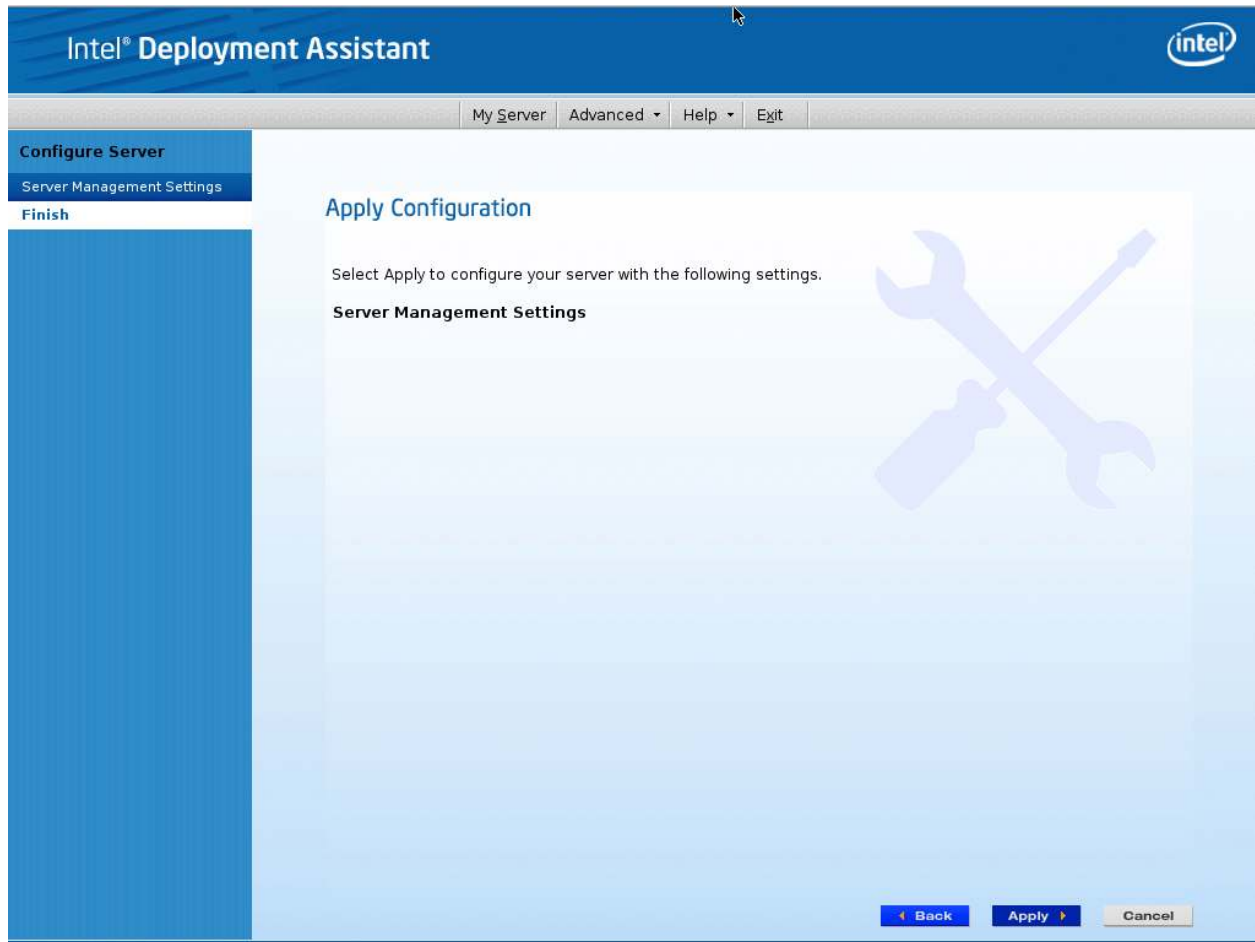 Intel® Deployment Assistant
intel
My Server Advanced Help Exit
Configure Server
Server Management Settings
Finish
Apply Configuration
Select Apply to configure your server with the following settings.
Server Management Settings
Back Apply Cancel